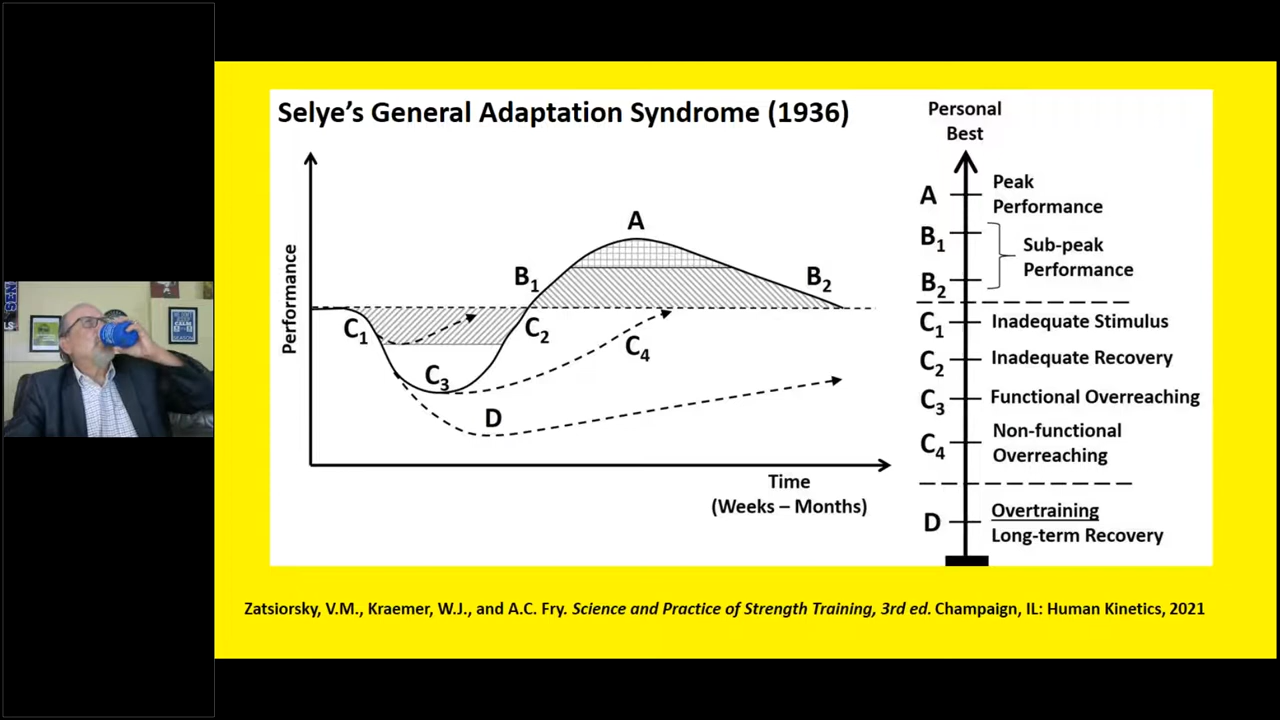 Selye's General Adaptation Syndrome (1936)
Performance
A
B1
B2
C1
C2
C3
C4
D
Time
(Weeks – Months)
Personal
Best
A
Peak
Performance
B1
B2
Sub-peak
Performance
C1
Inadequate Stimulus
C2
Inadequate Recovery
C3
Functional Overreaching
C4
Non-functional
Overreaching
D
Overtraining
Long-term Recovery
Zatsiorsky, V.M., Kraemer, W.J., and A.C. Fry. Science and Practice of Strength Training, 3rd ed. Champaign, IL: Human Kinetics, 2021